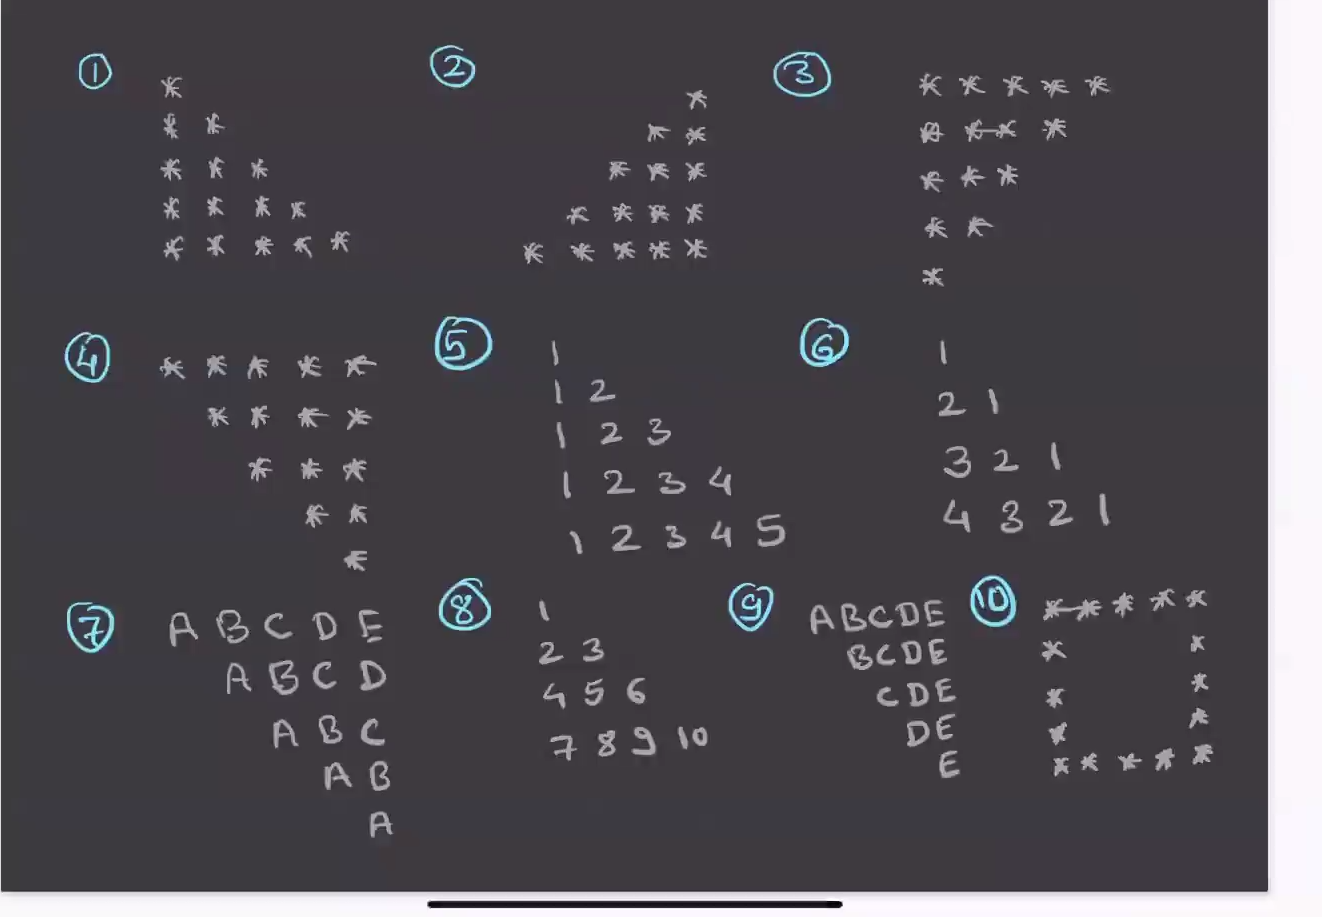 ①
*
* *
* * *
* * * *
* * * * *
②
*
* *
* * *
* * * *
* * * * *
③
* * * * *
* * * *
* * *
* *
*
④
* * * * *
* * * *
* * *
* *
*
⑤
1
1 2
1 2 3
1 2 3 4
1 2 3 4 5
⑥
1
2 1
3 2 1
4 3 2 1
⑦
A B C D E
A B C D
A B C
A B
A
⑧
1
2 3
4 5 6
7 8 9 10
⑨
ABCDE
BCDE
CDE
DE
E
⑩
* * * * *
* *
* *
* *
* * * * *